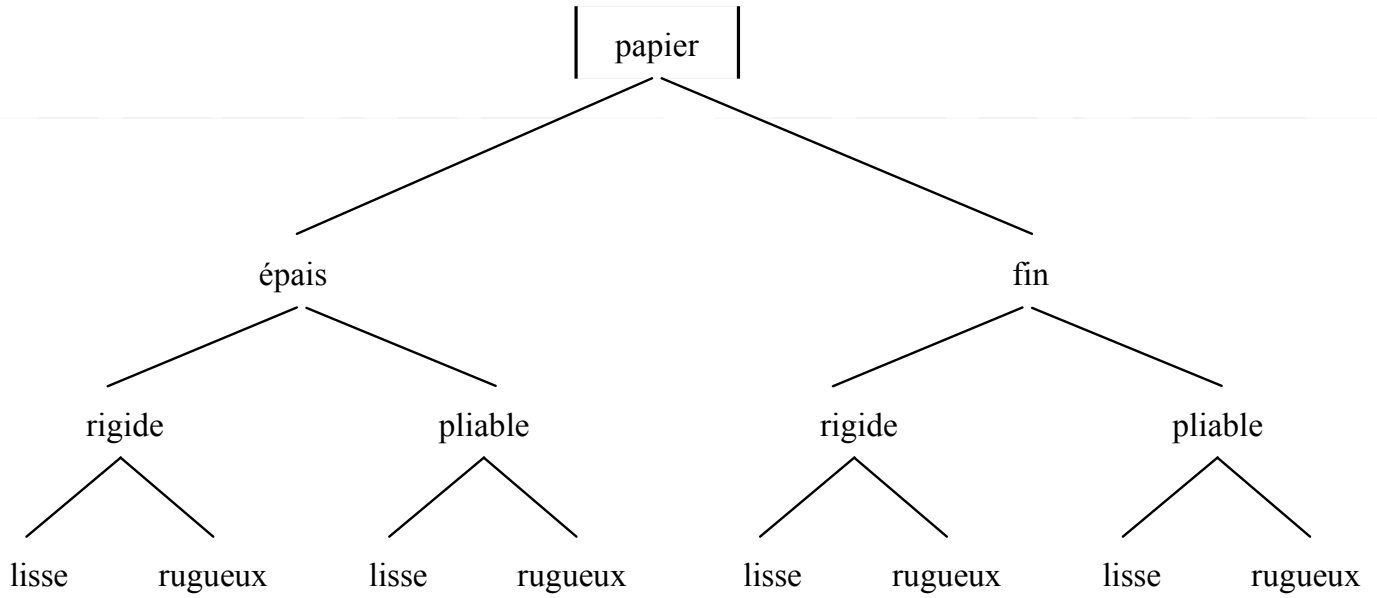 papier
épais fin
rigide pliable rigide pliable
lisse rugueux lisse rugueux lisse rugueux lisse rugueux